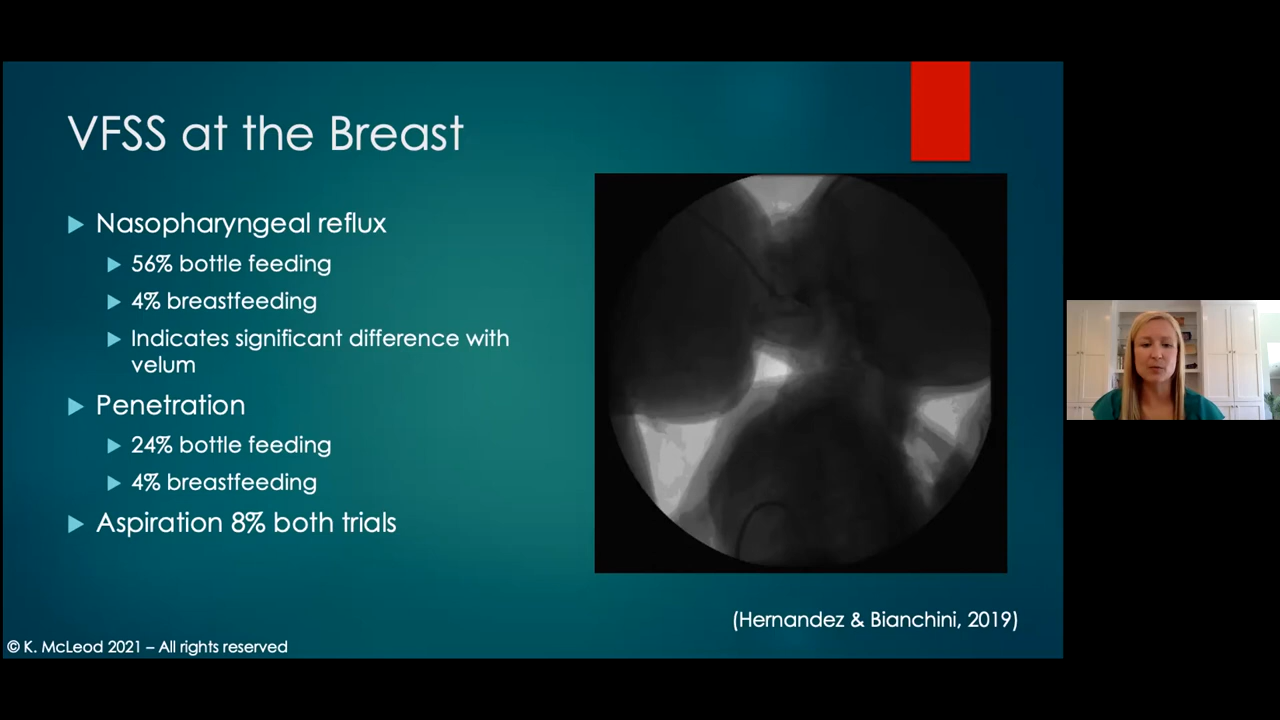 VFSS at the Breast
Nasopharyngeal reflux
56% bottle feeding
4% breastfeeding
Indicates significant difference with
velum
Penetration
24% bottle feeding
4% breastfeeding
Aspiration 8% both trials
(Hernandez & Bianchini, 2019)
© K. McLeod 2021 – All rights reserved